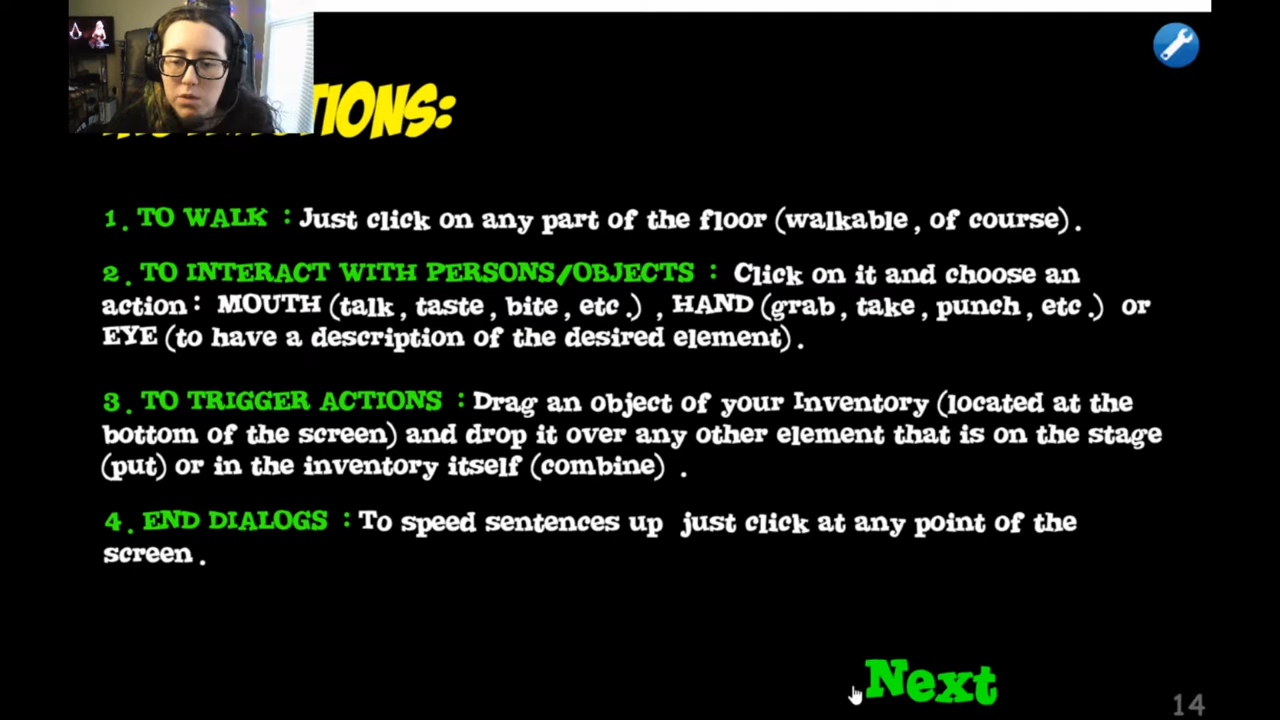 1. TO WALK : Just click on any part of the floor (walkable, of course).
2. TO INTERACT WITH PERSONS/OBJECTS : Click on it and choose an
action: MOUTH (talk, taste, bite, etc.), HAND (grab, take, punch, etc.) or
EYE (to have a description of the desired element).
3. TO TRIGGER ACTIONS : Drag an object of your Inventory (located at the
bottom of the screen) and drop it over any other element that is on the stage
(put) or in the inventory itself (combine) .
4. END DIALOGS : To speed sentences up just click at any point of the
screen.
Next
14